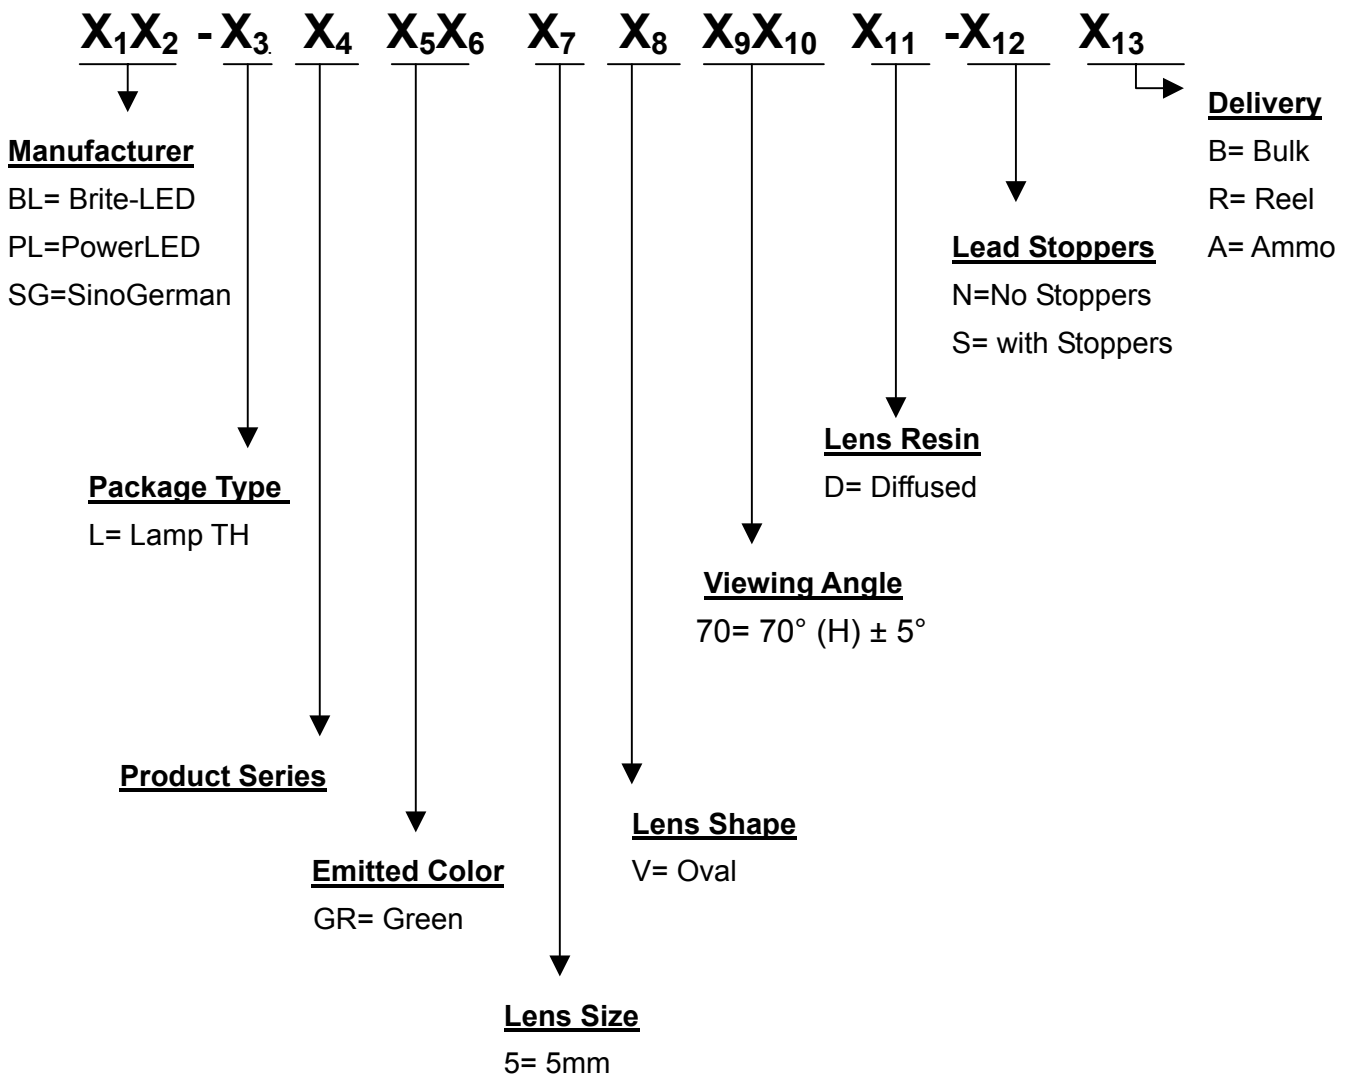 X₁X₂ - X₃ X₄ X₅X₆ X₇ X₈ X₉X₁₀ X₁₁ -X₁₂ X₁₃
Delivery
B= Bulk
R= Reel
A= Ammo
Manufacturer
BL= Brite-LED
PL=PowerLED
SG=SinoGerman
Lead Stoppers
N=No Stoppers
S= with Stoppers
Lens Resin
D= Diffused
Package Type
L= Lamp TH
Viewing Angle
70= 70° (H) ± 5°
Product Series
Lens Shape
V= Oval
Emitted Color
GR= Green
Lens Size
5= 5mm